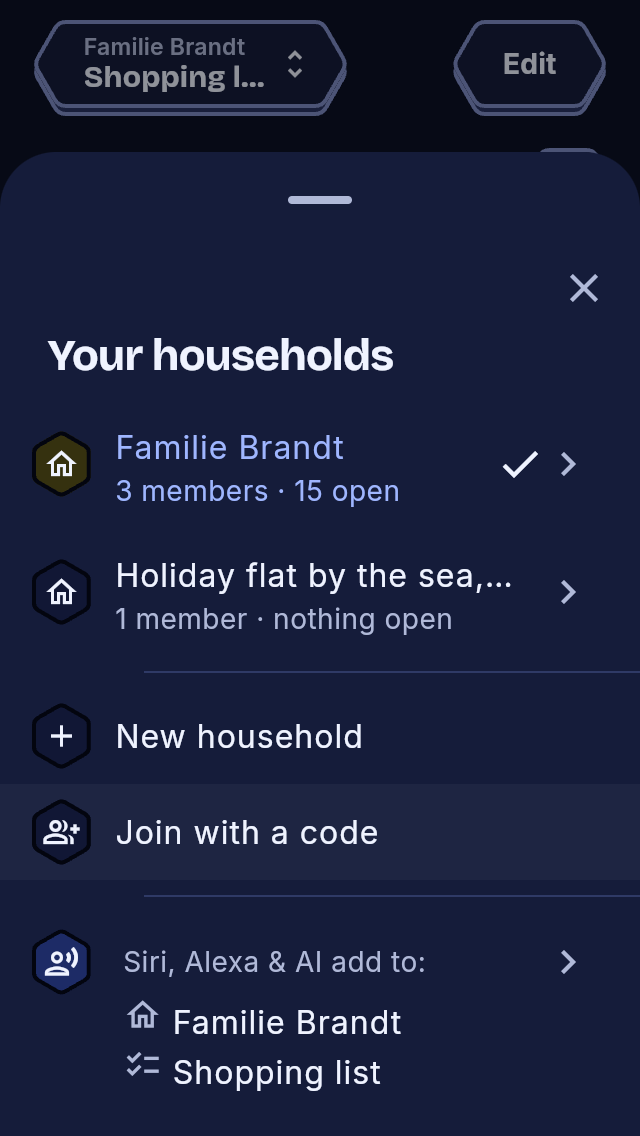 Familie Brandt
Shopping l...
Edit
Your households
Familie Brandt
3 members · 15 open
Holiday flat by the sea,...
1 member · nothing open
New household
Join with a code
Siri, Alexa & AI add to:
Familie Brandt
Shopping list